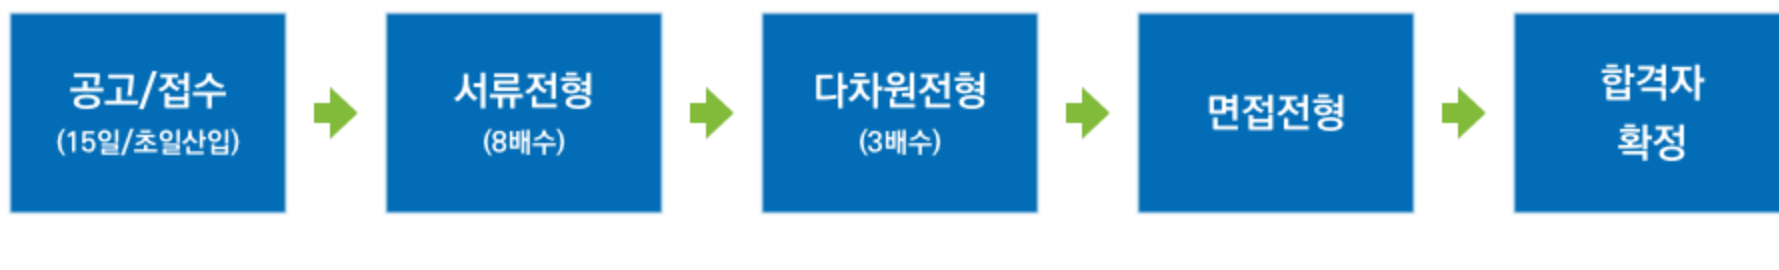 공고/접수
(15일/초일산입)
서류전형
(8배수)
다차원전형
(3배수)
면접전형
합격자
확정